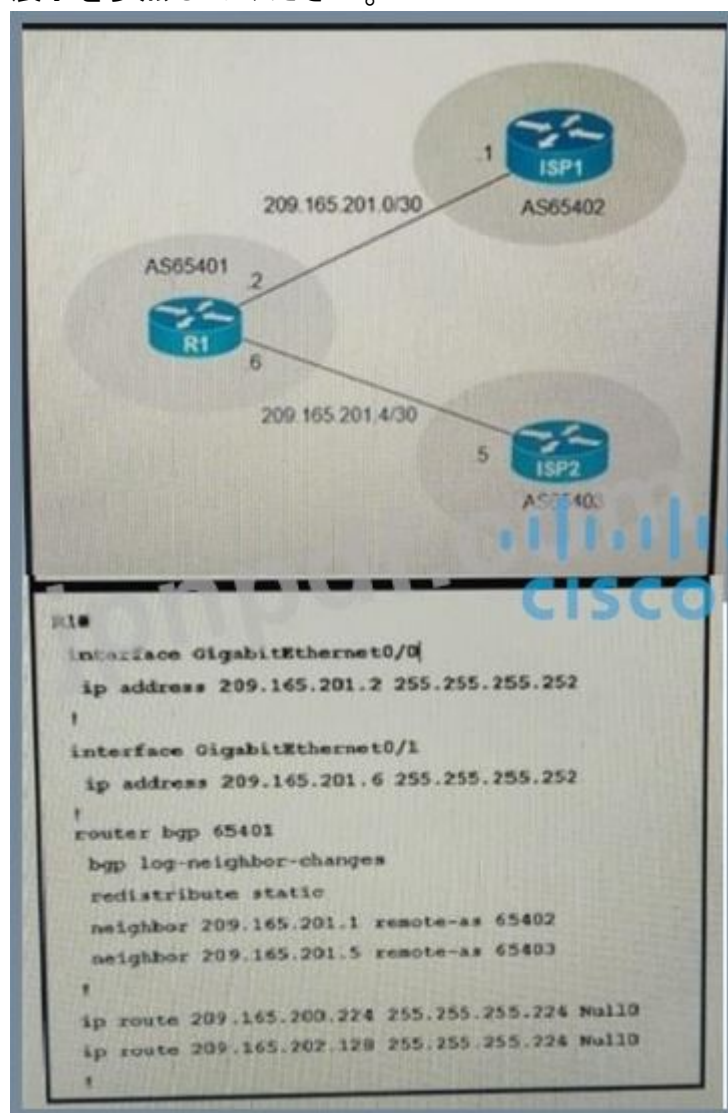 .1
ISP1
209.165.201.0/30
AS65402
AS65401
.2
R1
.6
209.165.201.4/30
5
ISP2
CISCO
R1#
interface GigabitEthernet0/0
ip address 209.165.201.2 255.255.255.252
!
interface GigabitEthernet0/1
ip address 209.165.201.6 255.255.255.252
!
router bgp 65401
bgp log-neighbor-changes
redistribute static
neighbor 209.165.201.1 remote-as 65402
neighbor 209.165.201.5 remote-as 65403
!
ip route 209.165.200.224 255.255.255.224 Null0
ip route 209.165.202.128 255.255.255.224 Null0
!